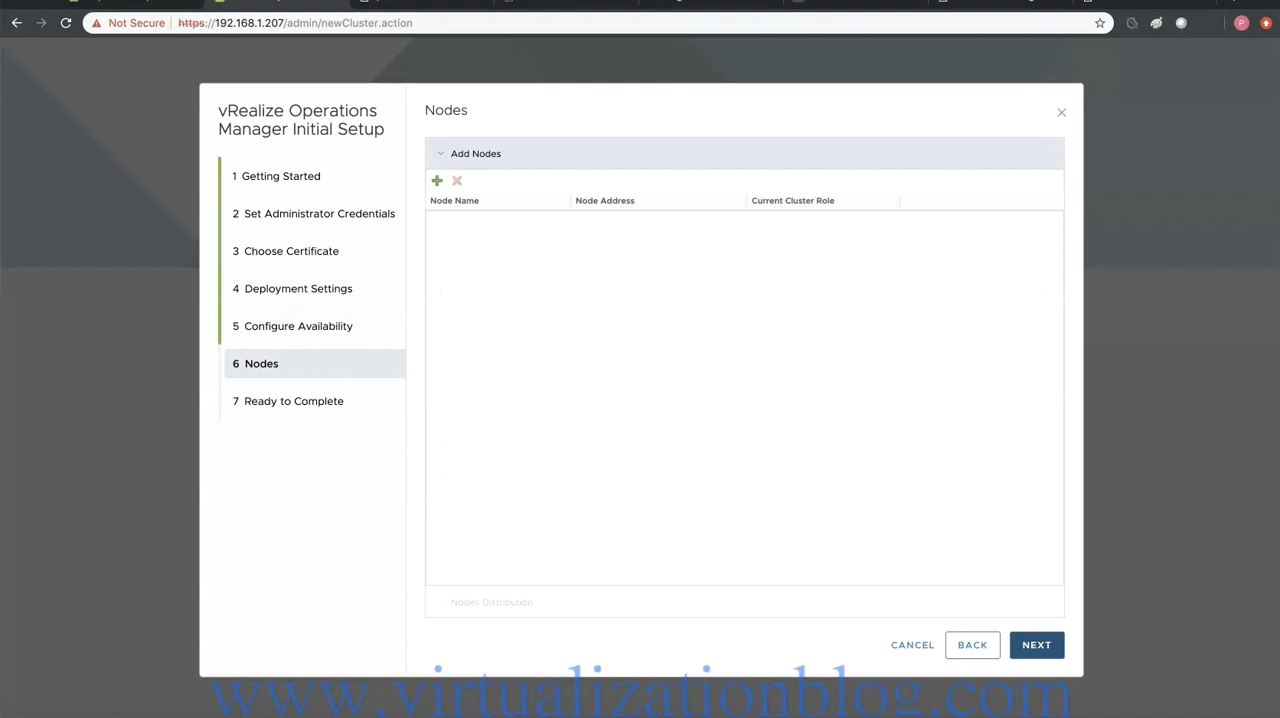 Not Secure
https://192.168.1.207/admin/newCluster.action
P
vRealize Operations
Manager Initial Setup
1 Getting Started
2 Set Administrator Credentials
3 Choose Certificate
4 Deployment Settings
5 Configure Availability
6 Nodes
7 Ready to Complete
Nodes
Add Nodes
Node Name Node Address Current Cluster Role
Nodes Distribution
CANCEL BACK NEXT
www.virtualizationblog.com